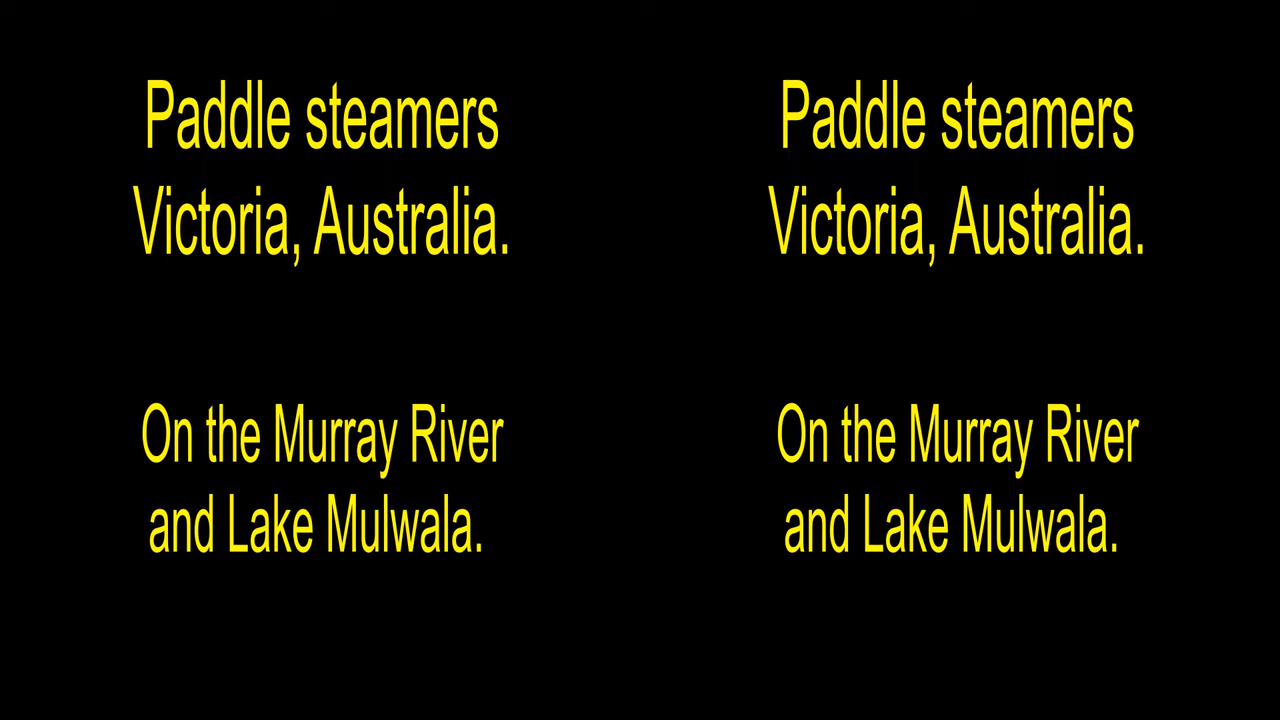 Paddle steamers
Victoria, Australia.
On the Murray River
and Lake Mulwala.
Paddle steamers
Victoria, Australia.
On the Murray River
and Lake Mulwala.